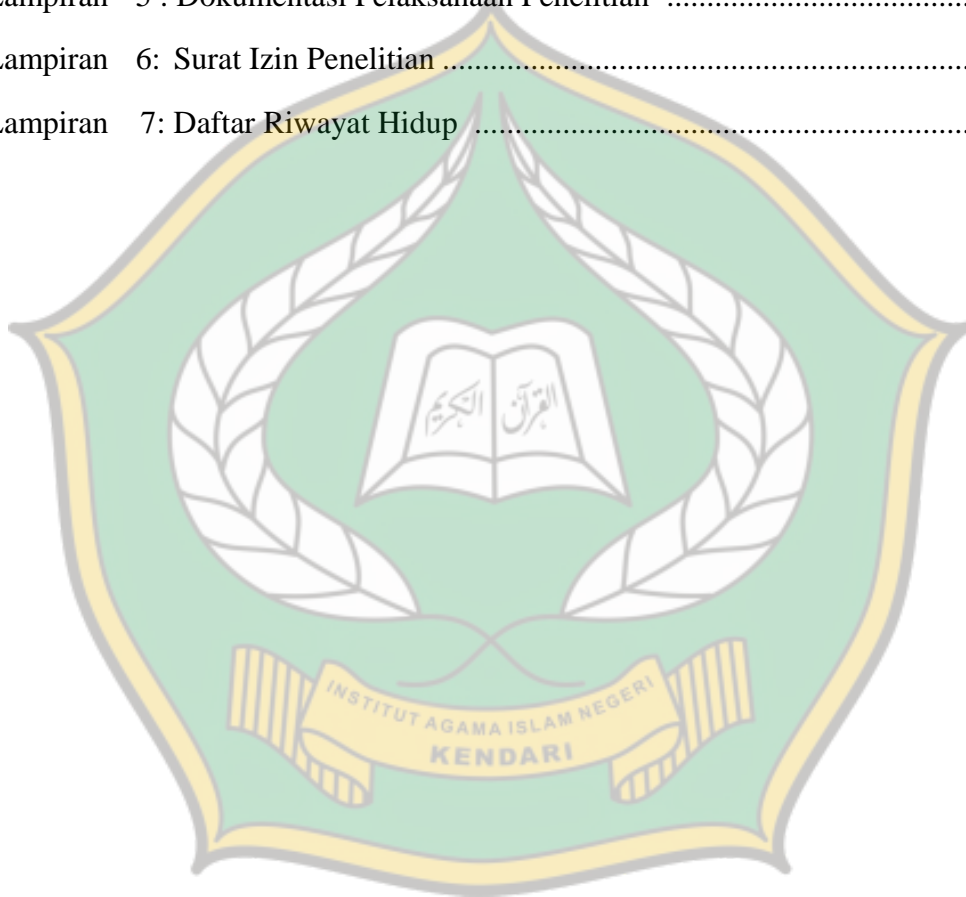 Lampiran 5 : Dokumentasi Pelaksanaan Penelitian ....................................
Lampiran 6: Surat Izin Penelitian ................................................................
Lampiran 7: Daftar Riwayat Hidup ............................................................
القرآن الكريم
INSTITUT AGAMA ISLAM NEGERI
KENDARI